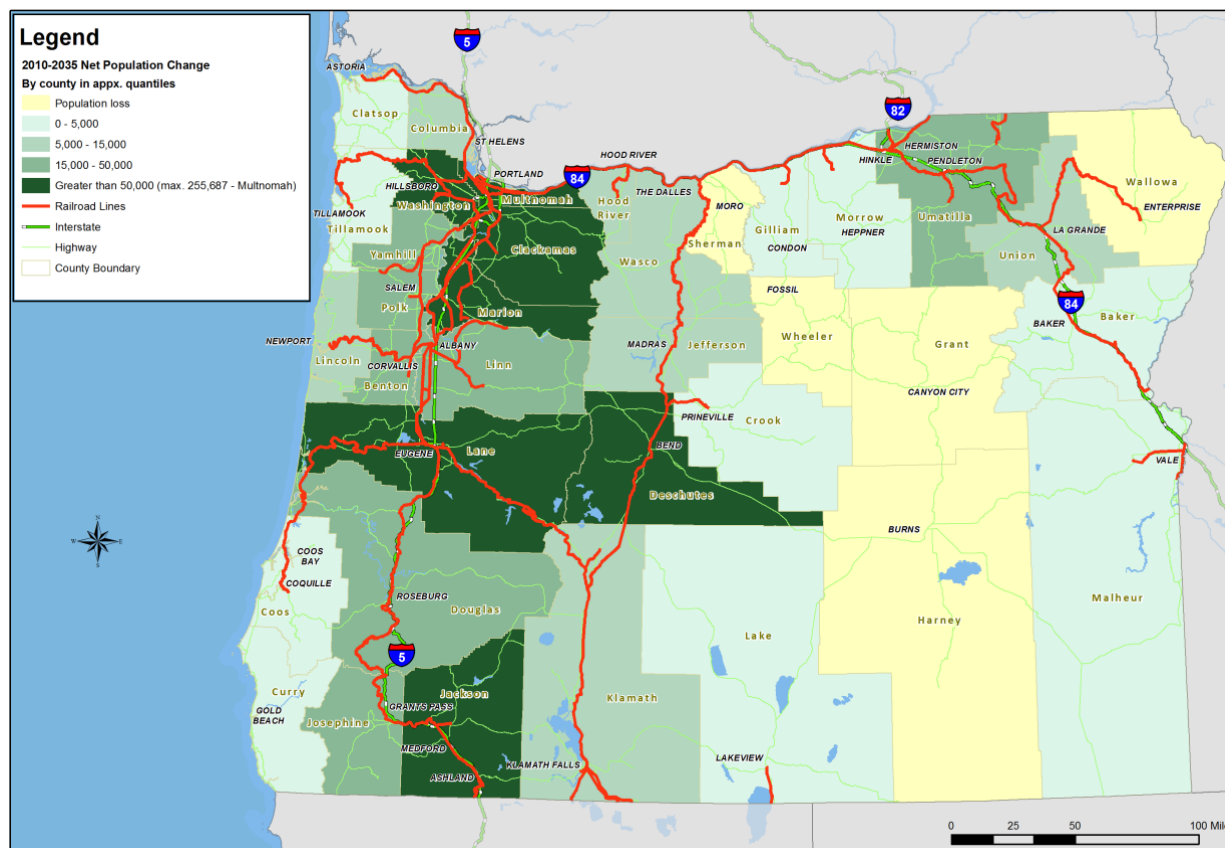 Legend
2010-2035 Net Population Change
By county in appx. quantiles
Population loss
0 - 5,000
5,000 - 15,000
15,000 - 50,000
Greater than 50,000 (max. 255,687 - Multnomah)
Railroad Lines
Interstate
Highway
County Boundary
5
ASTORIA
Clatsop
Columbia
ST HELENS
82
HERMISTON
HINKLE
PENDLETON
HOOD RIVER
PORTLAND
84
THE DALLES
HILLSBORO
Washington
Multnomah
Hood
River
MORO
Wallowa
ENTERPRISE
TILLAMOOK
Tillamook
Sherman
Gilliam
Morrow
HEPPNER
Umatilla
LA GRANDE
CONDON
Union
Yamhill
Clackamas
Wasco
SALEM
FOSSIL
84
Polk
Marion
BAKER
Baker
NEWPORT
ALBANY
MADRAS
Jefferson
Wheeler
Grant
Lincoln
CORVALLIS
Linn
Benton
CANYON CITY
PRINEVILLE
Crook
EUGENE
Lane
BEND
VALE
Deschutes
N
W
E
S
BURNS
COOS
BAY
COQUILLE
ROSEBURG
Douglas
Coos
Malheur
Harney
Lake
5
Curry
Jackson
Klamath
GOLD
BEACH
GRANTS PASS
Josephine
MEDFORD
LAKEVIEW
KLAMATH FALLS
ASHLAND
0 25 50 100 Mile